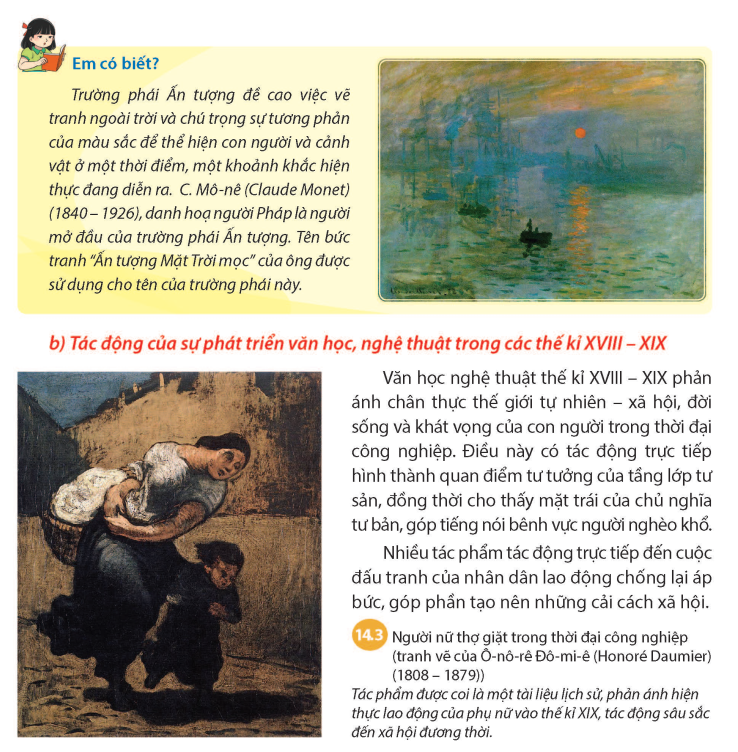 Em có biết?
Trường phái Ấn tượng đề cao việc vẽ
tranh ngoài trời và chú trọng sự tương phản
của màu sắc để thể hiện con người và cảnh
vật ở một thời điểm, một khoảnh khắc hiện
thực đang diễn ra. C. Mô-nê (Claude Monet)
(1840 – 1926), danh hoạ người Pháp là người
mở đầu của trường phái Ấn tượng. Tên bức
tranh “Ấn tượng Mặt Trời mọc” của ông được
sử dụng cho tên của trường phái này.
b) Tác động của sự phát triển văn học, nghệ thuật trong các thế kỉ XVIII – XIX
Văn học nghệ thuật thế kỉ XVIII – XIX phản
ánh chân thực thế giới tự nhiên – xã hội, đời
sống và khát vọng của con người trong thời đại
công nghiệp. Điều này có tác động trực tiếp
hình thành quan điểm tư tưởng của tầng lớp tư
sản, đồng thời cho thấy mặt trái của chủ nghĩa
tư bản, góp tiếng nói bênh vực người nghèo khổ.
Nhiều tác phẩm tác động trực tiếp đến cuộc
đấu tranh của nhân dân lao động chống lại áp
bức, góp phần tạo nên những cải cách xã hội.
14.3 Người nữ thợ giặt trong thời đại công nghiệp
(tranh vẽ của Ô-nô-rê Đô-mi-ê (Honoré Daumier)
(1808 – 1879))
Tác phẩm được coi là một tài liệu lịch sử, phản ánh hiện
thực lao động của phụ nữ vào thế kỉ XIX, tác động sâu sắc
đến xã hội đương thời.